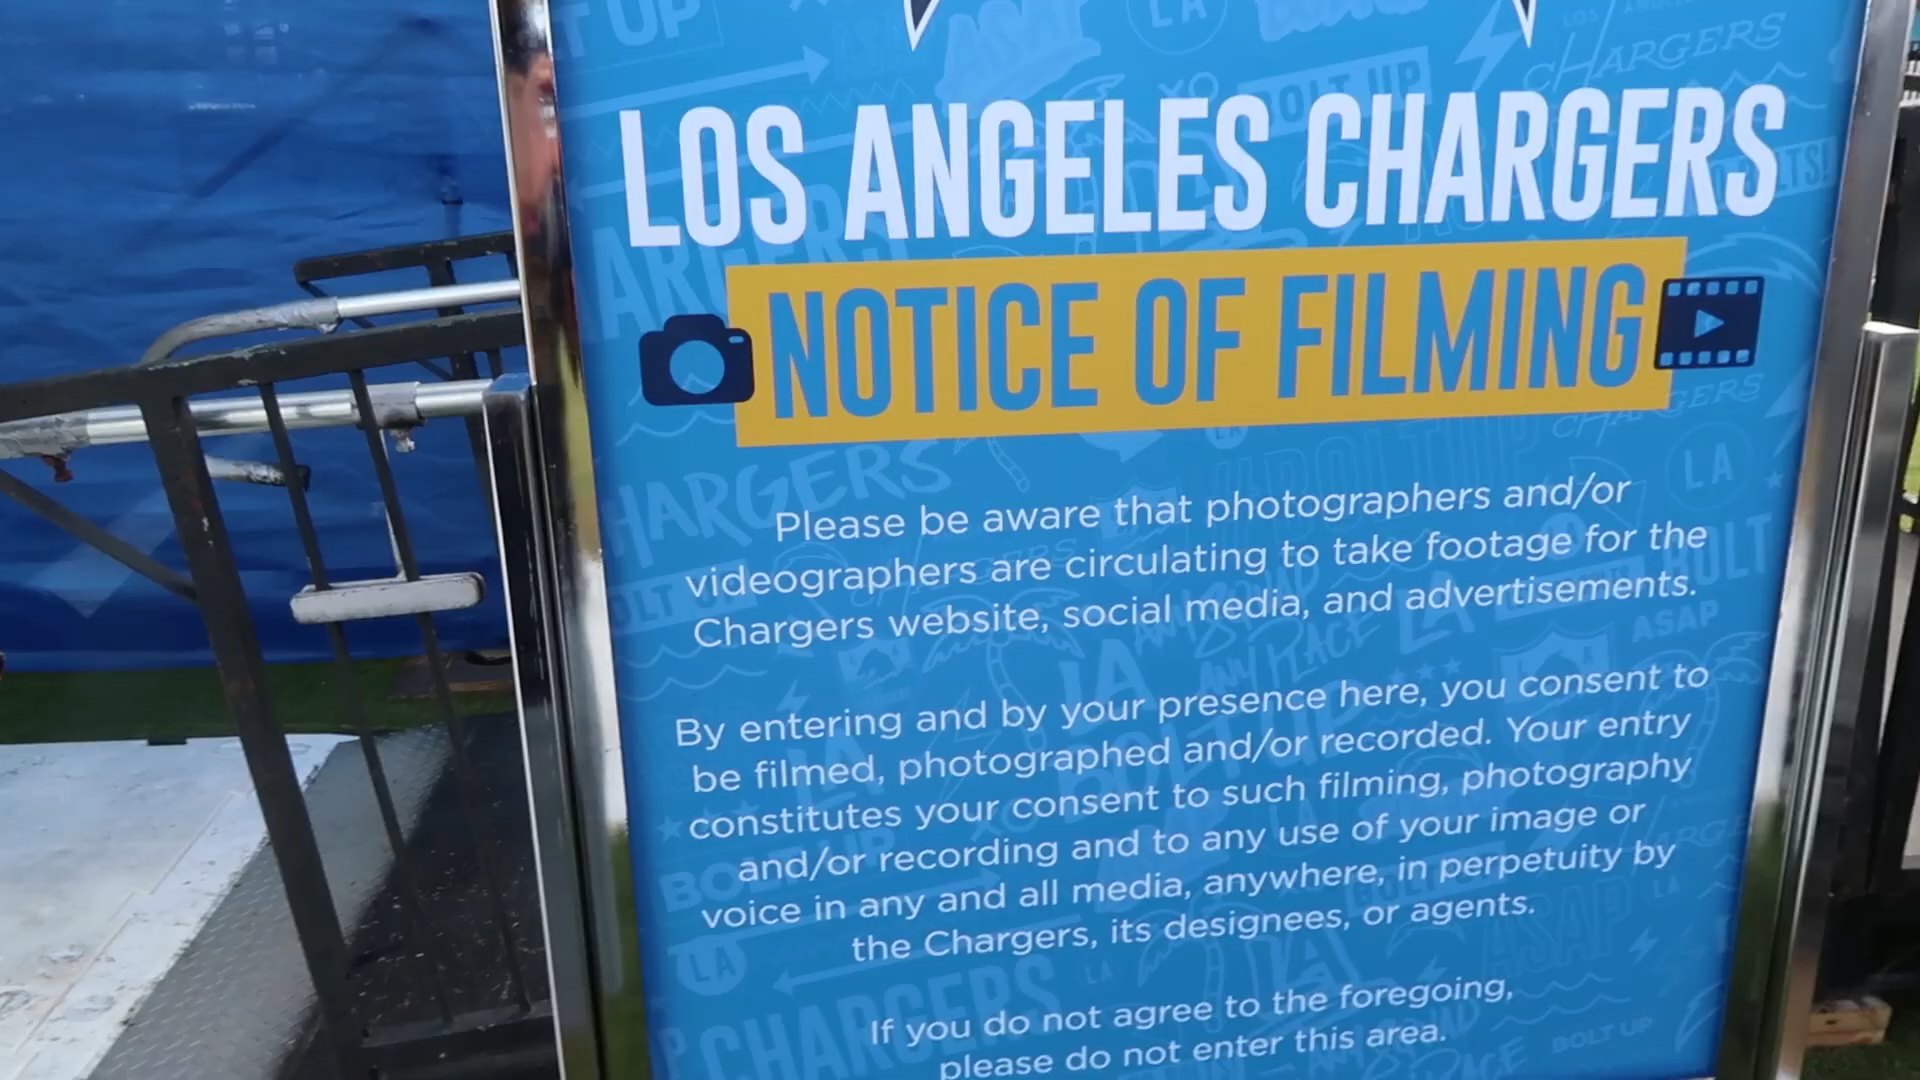 LOS ANGELES CHARGERS
NOTICE OF FILMING
Please be aware that photographers and/or
videographers are circulating to take footage for the
Chargers website, social media, and advertisements.
By entering and by your presence here, you consent to
be filmed, photographed and/or recorded. Your entry
constitutes your consent to such filming, photography
and/or recording and to any use of your image or
voice in any and all media, anywhere, in perpetuity by
the Chargers, its designees, or agents.
If you do not agree to the foregoing,
please do not enter this area.